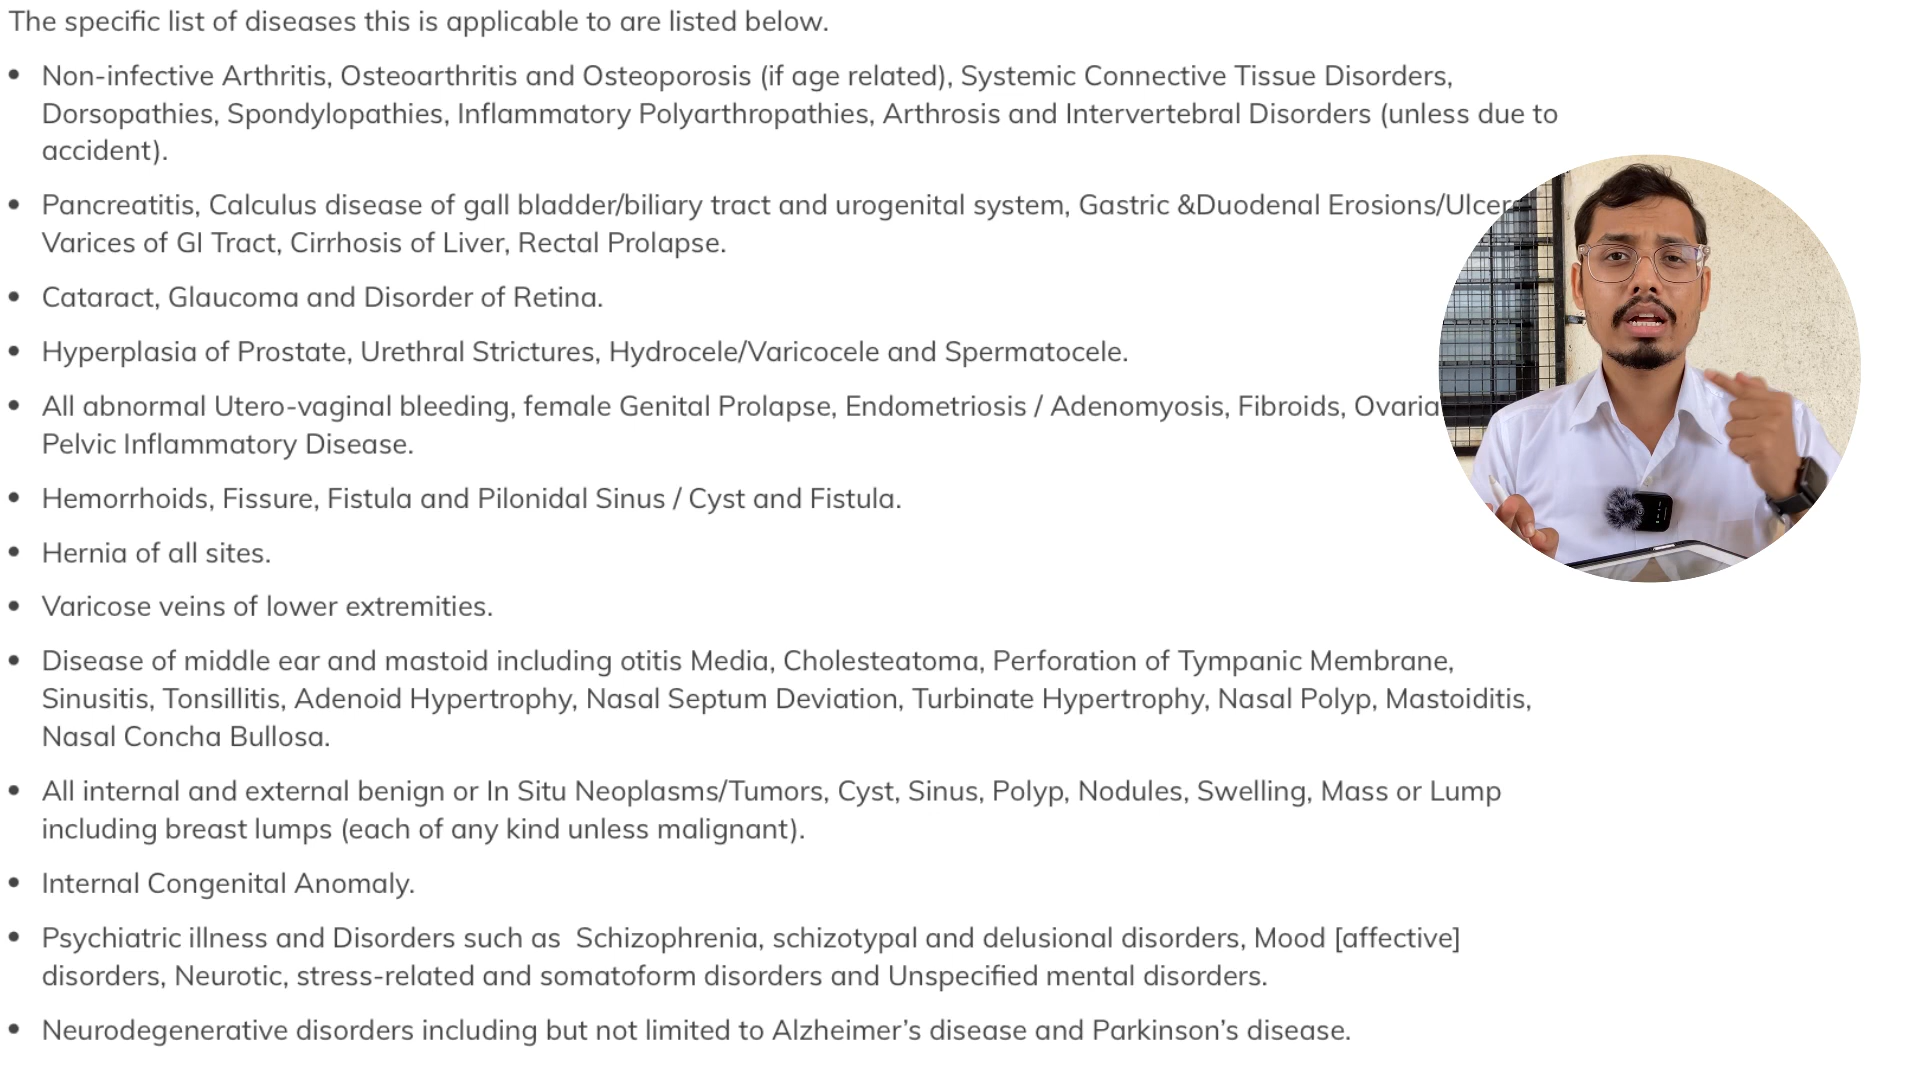 The specific list of diseases this is applicable to are listed below.
• Non-infective Arthritis, Osteoarthritis and Osteoporosis (if age related), Systemic Connective Tissue Disorders,
Dorsopathies, Spondylopathies, Inflammatory Polyarthropathies, Arthrosis and Intervertebral Disorders (unless due to
accident).
• Pancreatitis, Calculus disease of gall bladder/biliary tract and urogenital system, Gastric &Duodenal Erosions/Ulcers
Varices of GI Tract, Cirrhosis of Liver, Rectal Prolapse.
• Cataract, Glaucoma and Disorder of Retina.
• Hyperplasia of Prostate, Urethral Strictures, Hydrocele/Varicocele and Spermatocele.
• All abnormal Utero-vaginal bleeding, female Genital Prolapse, Endometriosis / Adenomyosis, Fibroids,
Pelvic Inflammatory Disease.
• Hemorrhoids, Fissure, Fistula and Pilonidal Sinus / Cyst and Fistula.
• Hernia of all sites.
• Varicose veins of lower extremities.
• Disease of middle ear and mastoid including otitis Media, Cholesteatoma, Perforation of Tympanic Membrane,
Sinusitis, Tonsillitis, Adenoid Hypertrophy, Nasal Septum Deviation, Turbinate Hypertrophy, Nasal Polyp, Mastoiditis,
Nasal Concha Bullosa.
• All internal and external benign or In Situ Neoplasms/Tumors, Cyst, Sinus, Polyp, Nodules, Swelling, Mass or Lump
including breast lumps (each of any kind unless malignant).
• Internal Congenital Anomaly.
• Psychiatric illness and Disorders such as  Schizophrenia, schizotypal and delusional disorders, Mood [affective]
disorders, Neurotic, stress-related and somatoform disorders and Unspecified mental disorders.
• Neurodegenerative disorders including but not limited to Alzheimer’s disease and Parkinson’s disease.